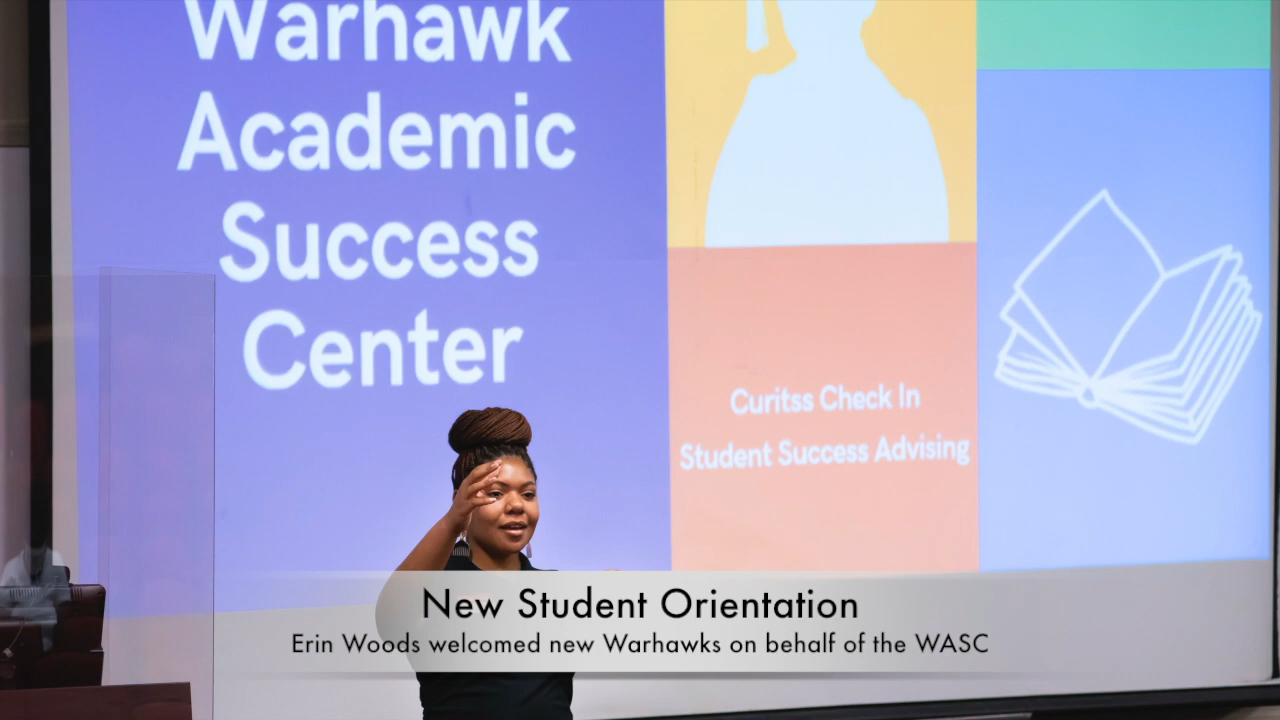 Warhawk
Academic
Success
Center
Curitss Check In
Student Success Advising
New Student Orientation
Erin Woods welcomed new Warhawks on behalf of the WASC